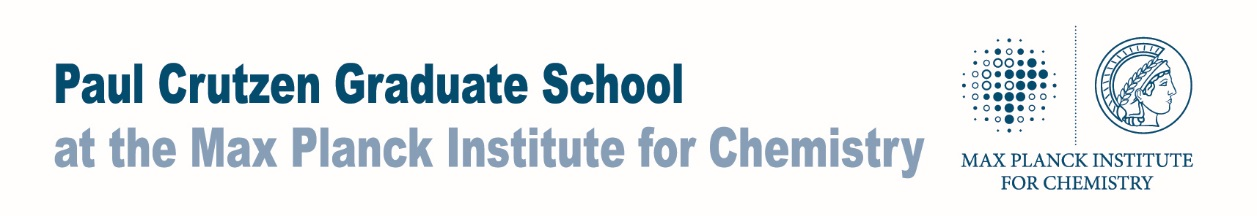 Paul Crutzen Graduate School
at the Max Planck Institute for Chemistry
MAX PLANCK INSTITUTE
FOR CHEMISTRY